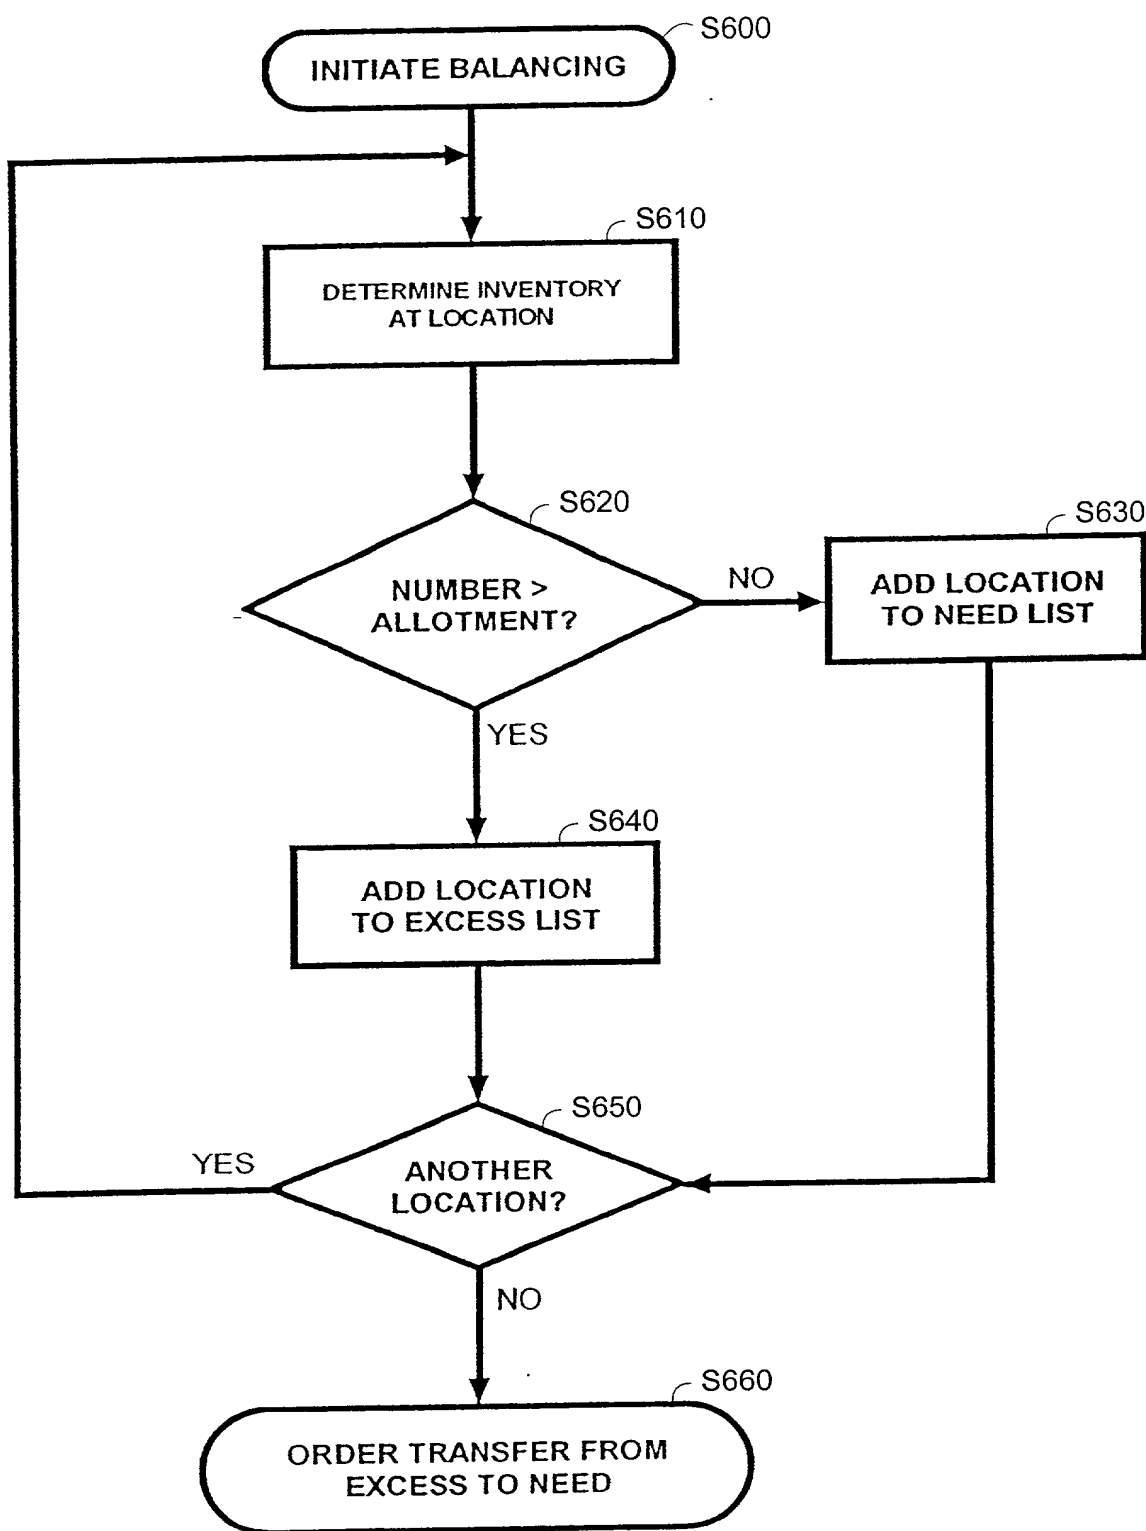 S600
INITIATE BALANCING
S610
DETERMINE INVENTORY
AT LOCATION
S620
NUMBER >
ALLOTMENT?
NO
S630
ADD LOCATION
TO NEED LIST
YES
S640
ADD LOCATION
TO EXCESS LIST
S650
ANOTHER
LOCATION?
YES
NO
S660
ORDER TRANSFER FROM
EXCESS TO NEED